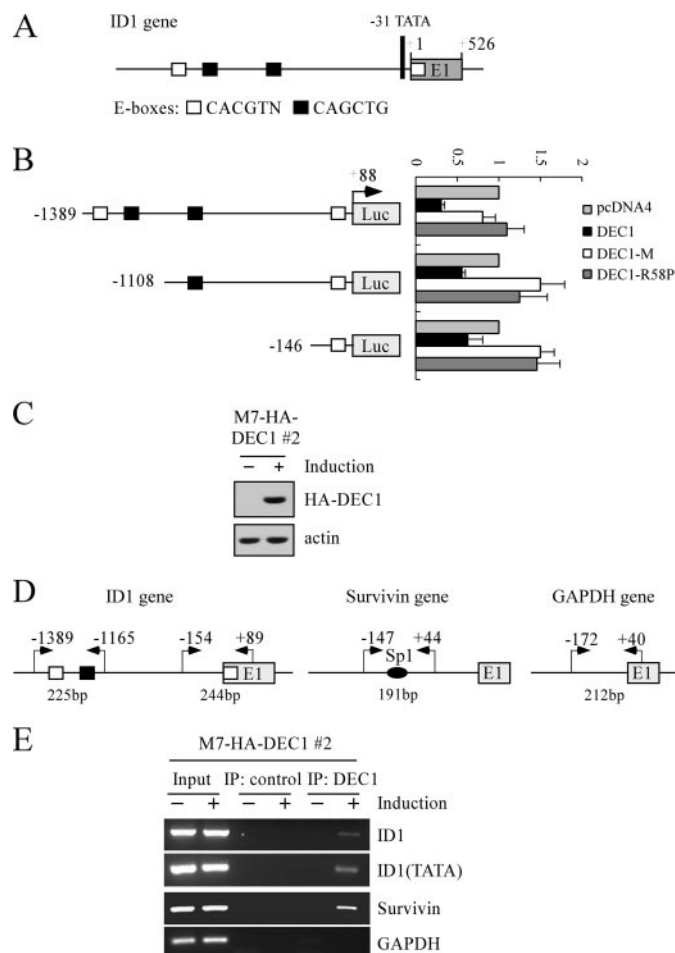 A
ID1 gene
-31 TATA
+1
+526
E1
E-boxes: CACGTN CAGCTG
B
0 0.5 1 1.5 2
+88
-1389 Luc
-1108 Luc
-146 Luc
pcDNA4
DEC1
DEC1-M
DEC1-R58P
C
M7-HA-
DEC1 #2
− + Induction
HA-DEC1
actin
D
ID1 gene Survivin gene GAPDH gene
-1389 -1165 -154 +89 -147 +44 -172 +40
Sp1
E1 E1 E1
225bp 244bp 191bp 212bp
E
M7-HA-DEC1 #2
Input IP: control IP: DEC1
− + − + − + Induction
ID1
ID1(TATA)
Survivin
GAPDH